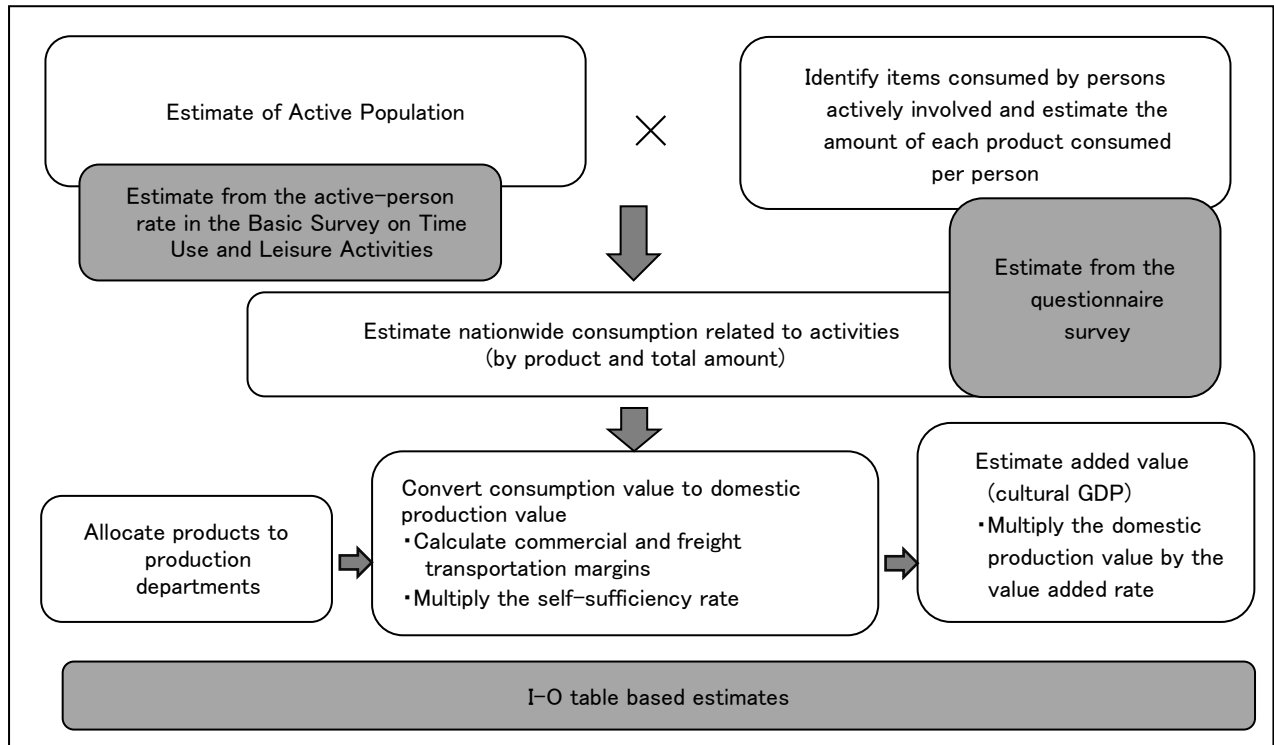 Estimate of Active Population
×
Identify items consumed by persons
actively involved and estimate the
amount of each product consumed
per person
Estimate from the active-person
rate in the Basic Survey on Time
Use and Leisure Activities
Estimate from the
questionnaire
survey
Estimate nationwide consumption related to activities
(by product and total amount)
Allocate products to
production
departments
Convert consumption value to domestic
production value
・Calculate commercial and freight
transportation margins
・Multiply the self-sufficiency rate
Estimate added value
(cultural GDP)
・Multiply the domestic
production value by the
value added rate
I-O table based estimates